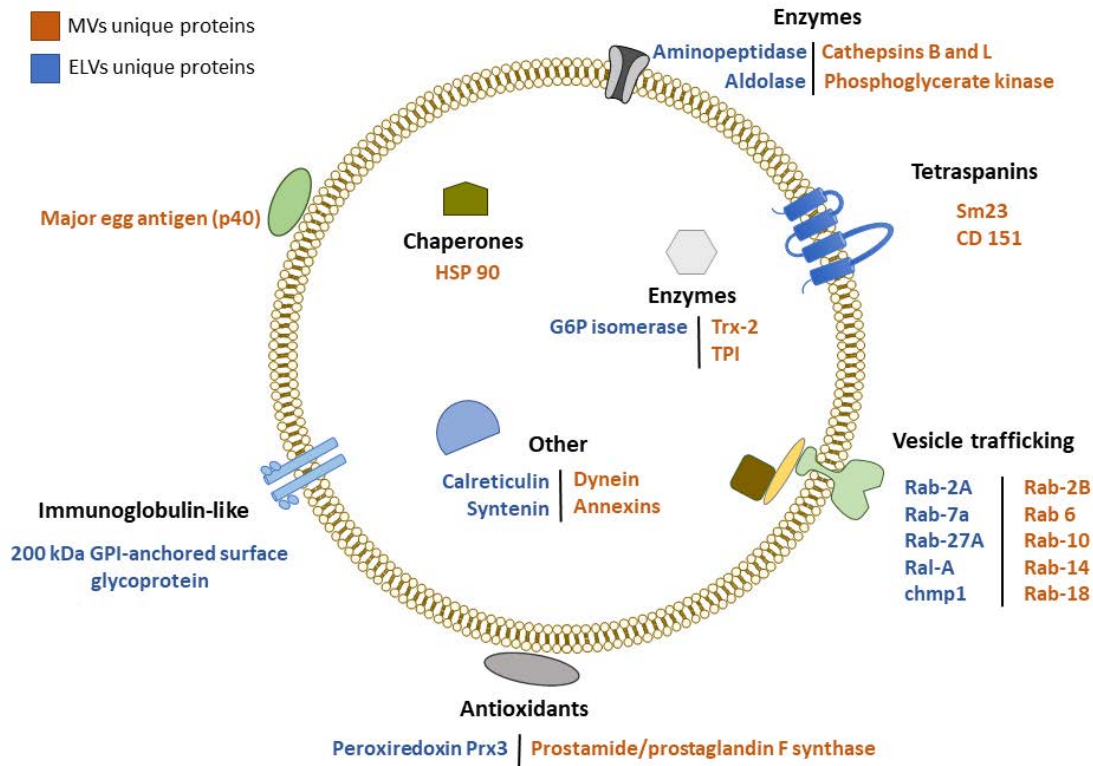 MVs unique proteins
ELVs unique proteins
Enzymes
Aminopeptidase Cathepsins B and L
Aldolase Phosphoglycerate kinase
Tetraspanins
Sm23
CD 151
Major egg antigen (p40)
Chaperones
HSP 90
Enzymes
G6P isomerase Trx-2
TPI
Other
Calreticulin Dynein
Syntenin Annexins
Vesicle trafficking
Rab-2A Rab-2B
Rab-7a Rab 6
Rab-27A Rab-10
Ral-A Rab-14
chmp1 Rab-18
Immunoglobulin-like
200 kDa GPI-anchored surface
glycoprotein
Antioxidants
Peroxiredoxin Prx3 Prostamide/prostaglandin F synthase